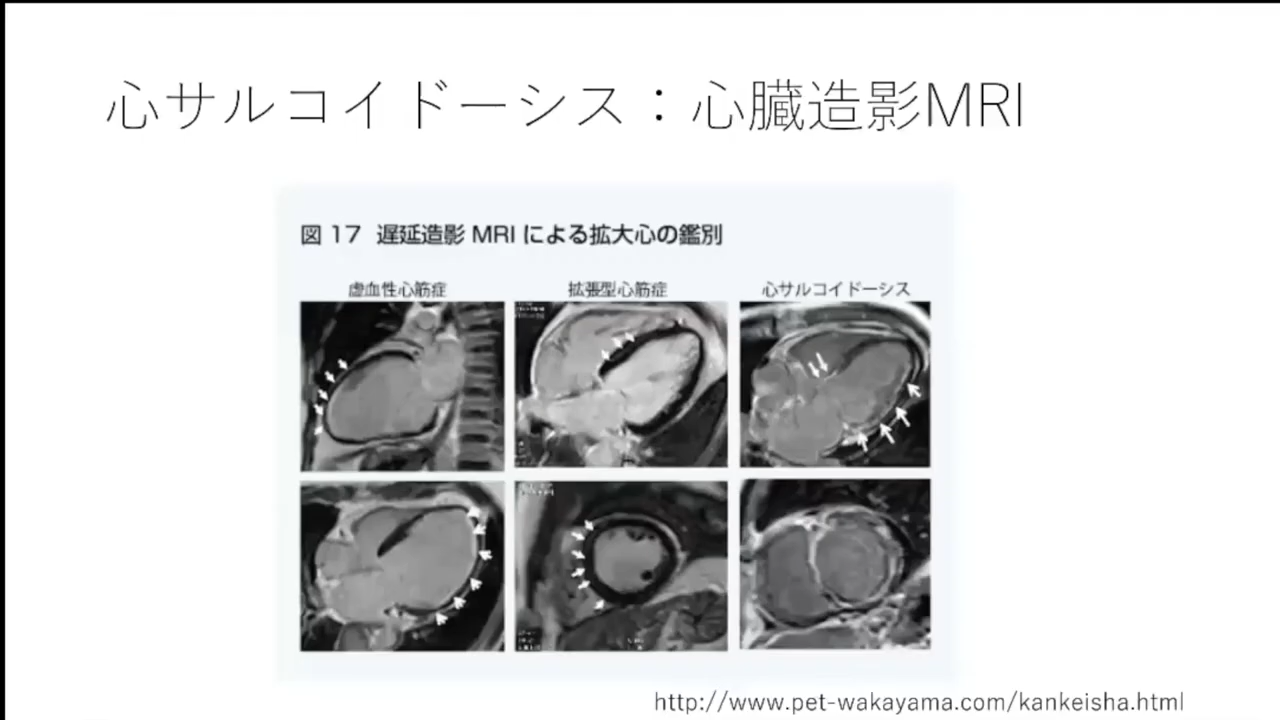 心サルコイドーシス：心臓造影MRI
図 17 遅延造影 MRI による拡大心の鑑別
虚血性心筋症
拡張型心筋症
心サルコイドーシス
http://www.pet-wakayama.com/kankeisha.html